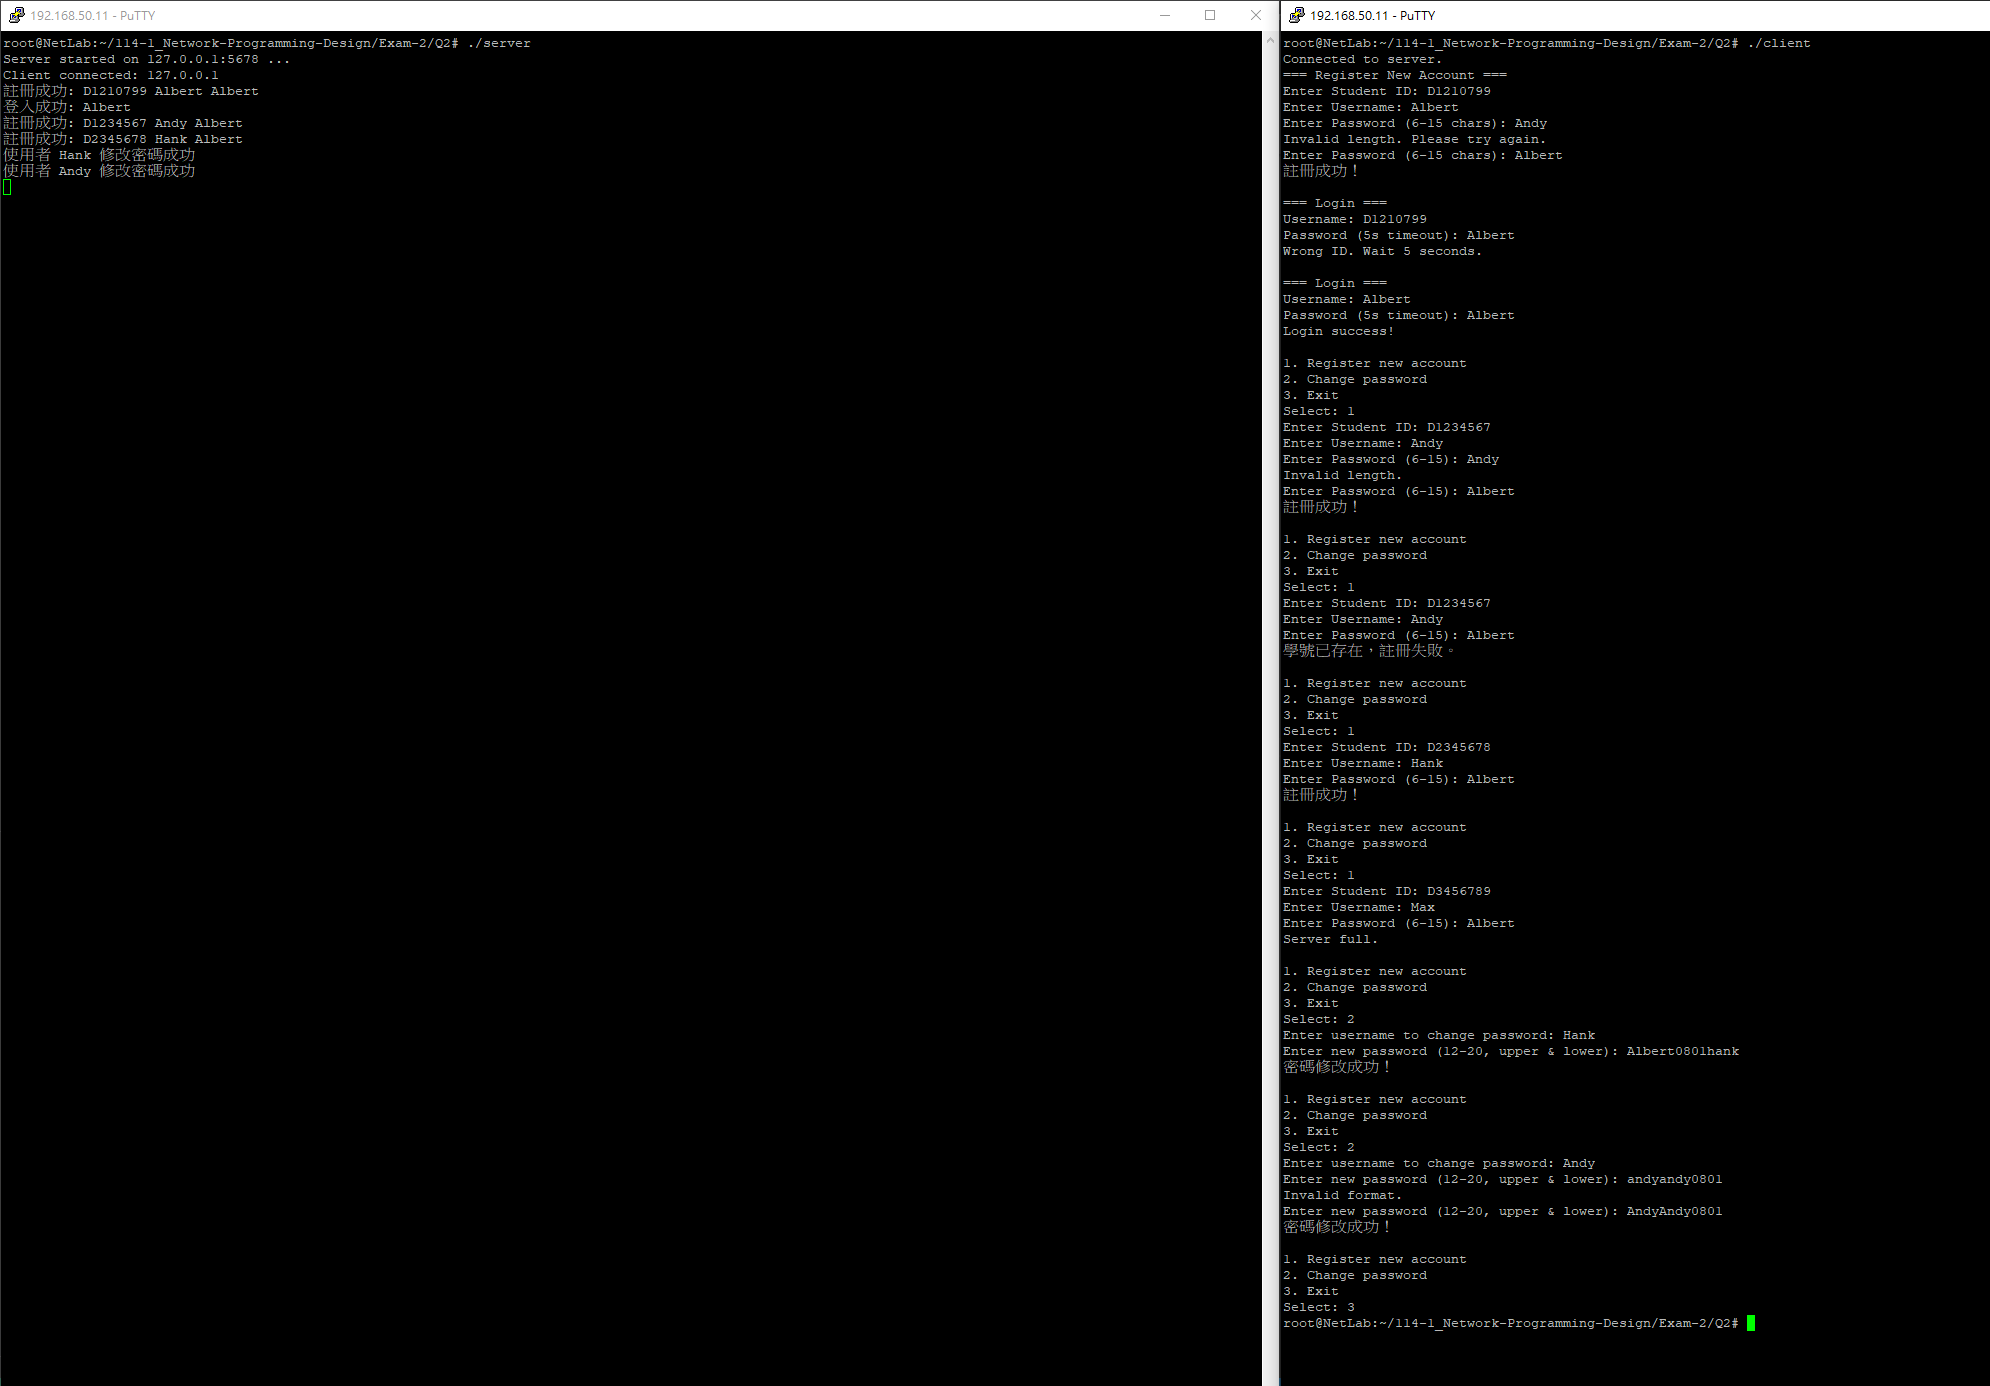 192.168.50.11 - PuTTY
root@NetLab:~/114-1_Network-Programming-Design/Exam-2/Q2# ./server
Server started on 127.0.0.1:5678 ...
Client connected: 127.0.0.1
註冊成功: D1210799 Albert Albert
登入成功: Albert
註冊成功: D1234567 Andy Albert
註冊成功: D2345678 Hank Albert
使用者 Hank 修改密碼成功
使用者 Andy 修改密碼成功
192.168.50.11 - PuTTY
root@NetLab:~/114-1_Network-Programming-Design/Exam-2/Q2# ./client
Connected to server.
=== Register New Account ===
Enter Student ID: D1210799
Enter Username: Albert
Enter Password (6-15 chars): Andy
Invalid length. Please try again.
Enter Password (6-15 chars): Albert
註冊成功！
=== Login ===
Username: D1210799
Password (5s timeout): Albert
Wrong ID. Wait 5 seconds.
=== Login ===
Username: Albert
Password (5s timeout): Albert
Login success!
1. Register new account
2. Change password
3. Exit
Select: 1
Enter Student ID: D1234567
Enter Username: Andy
Enter Password (6-15): Andy
Invalid length.
Enter Password (6-15): Albert
註冊成功！
1. Register new account
2. Change password
3. Exit
Select: 1
Enter Student ID: D1234567
Enter Username: Andy
Enter Password (6-15): Albert
學號已存在，註冊失敗。
1. Register new account
2. Change password
3. Exit
Select: 1
Enter Student ID: D2345678
Enter Username: Hank
Enter Password (6-15): Albert
註冊成功！
1. Register new account
2. Change password
3. Exit
Select: 1
Enter Student ID: D3456789
Enter Username: Max
Enter Password (6-15): Albert
Server full.
1. Register new account
2. Change password
3. Exit
Select: 2
Enter username to change password: Hank
Enter new password (12-20, upper & lower): Albert0801hank
密碼修改成功！
1. Register new account
2. Change password
3. Exit
Select: 2
Enter username to change password: Andy
Enter new password (12-20, upper & lower): andyandy0801
Invalid format.
Enter new password (12-20, upper & lower): AndyAndy0801
密碼修改成功！
1. Register new account
2. Change password
3. Exit
Select: 3
root@NetLab:~/114-1_Network-Programming-Design/Exam-2/Q2#